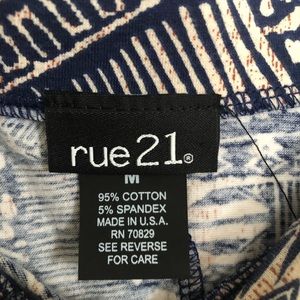 rue21®
M
95% COTTON
5% SPANDEX
MADE IN U.S.A.
RN 70829
SEE REVERSE
FOR CARE